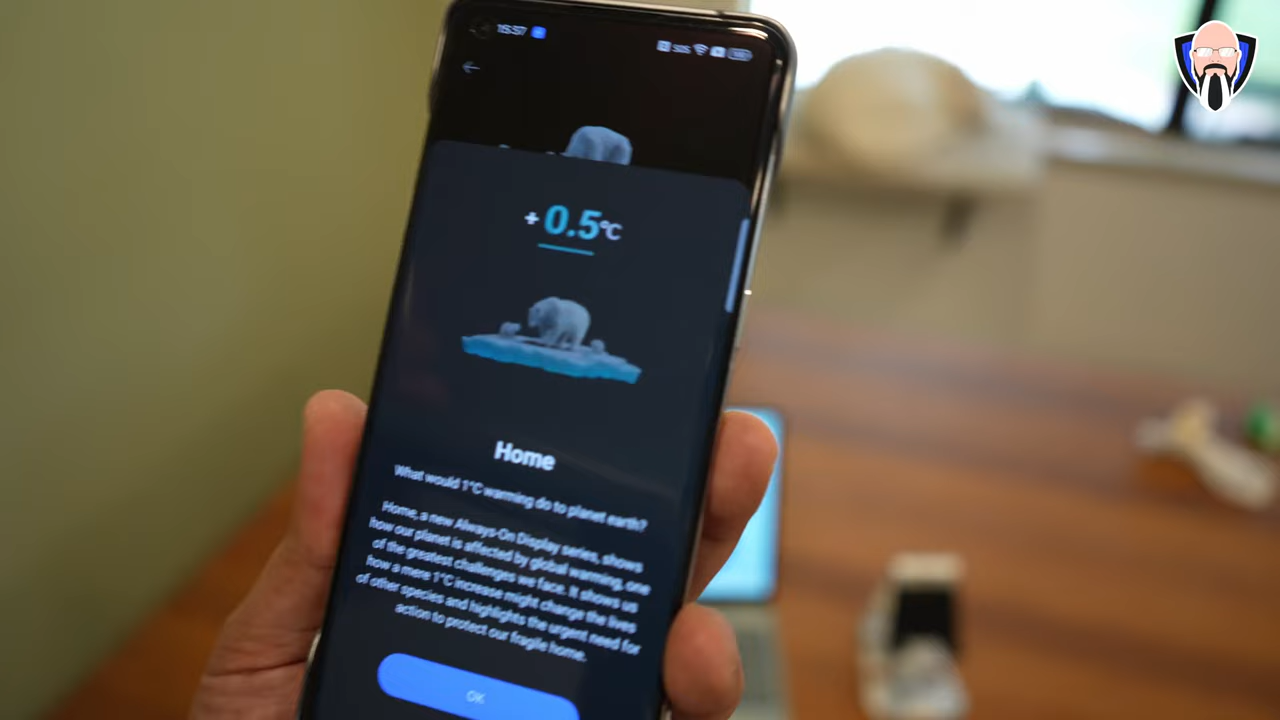 15:37
SOS
+0.5°C
Home
What would 1°C warming do to planet earth?
Home, a new Always-On Display series, shows
how our planet is affected by global warming, one
of the greatest challenges we face. It shows us
how a mere 1°C increase might change the lives
of other species and highlights the urgent need for
action to protect our fragile home.
OK